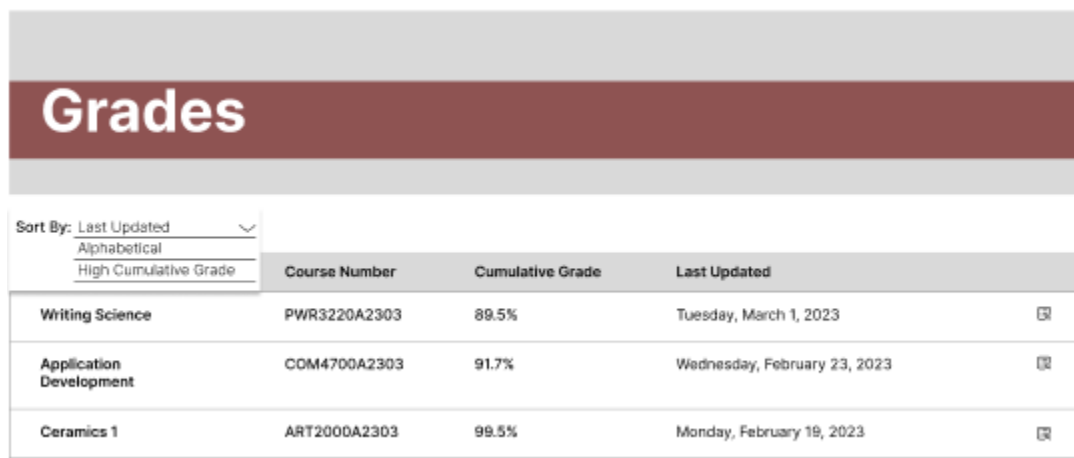 Grades
Sort By: Last Updated
Alphabetical
High Cumulative Grade
Course Number Cumulative Grade Last Updated
Writing Science PWR3220A2303 89.5% Tuesday, March 1, 2023
Application Development COM4700A2303 91.7% Wednesday, February 23, 2023
Ceramics 1 ART2000A2303 99.5% Monday, February 19, 2023